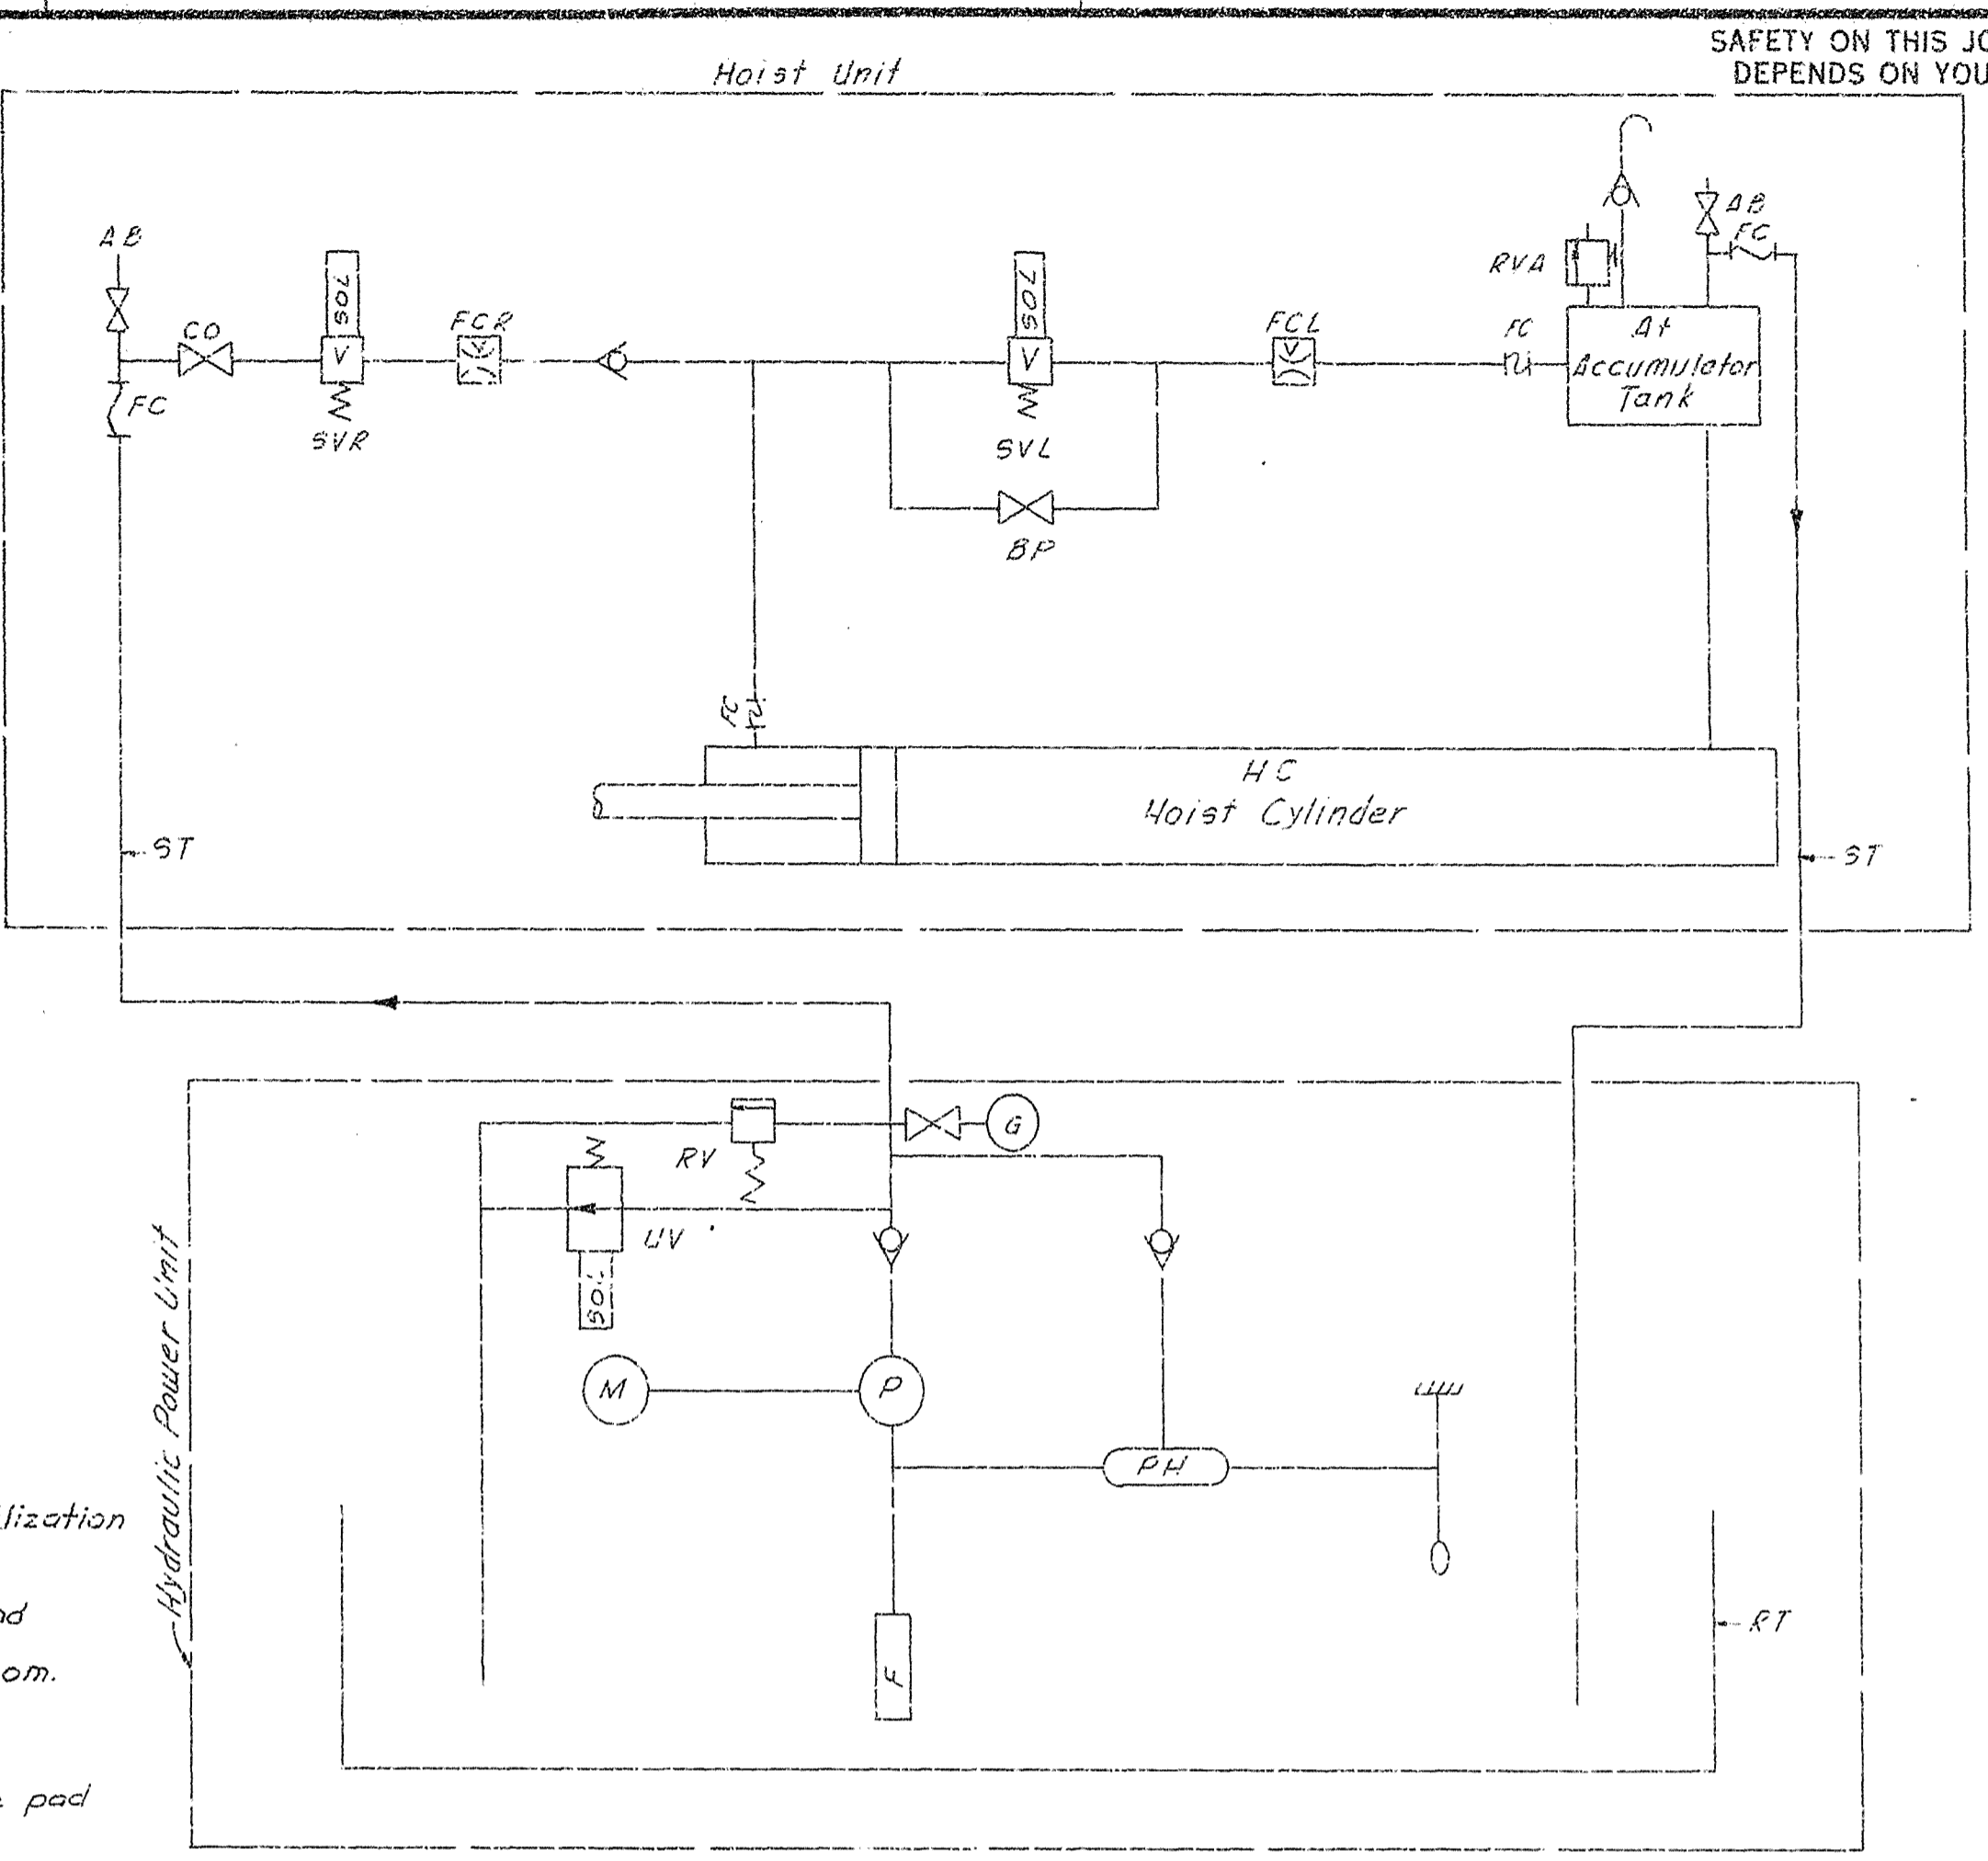 SAFETY ON THIS JO
DEPENDS ON YOU
Hoist Unit
AB
AB
FC
RVA
SOL
SOL
CO
FCR
FCL
FC
At
Accumulator
Tank
V
V
FC
SVR
SVL
BP
FC
HC
Hoist Cylinder
ST
ST
G
RV
UV
SOL
Hydraulic Power Limit
M
P
PH
lization
nd
RT
F
om.
pad